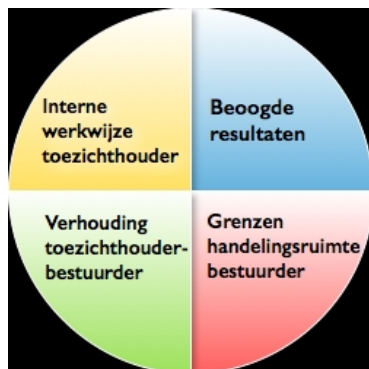 Interne
werkwijze
toezichthouder
Beoogde
resultaten
Verhouding
toezichthouder-
bestuurder
Grenzen
handelingsruimte
bestuurder